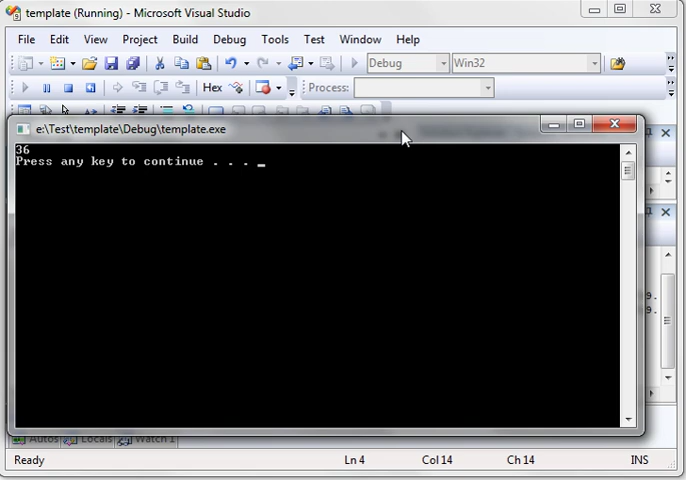 template (Running) - Microsoft Visual Studio
File Edit View Project Build Debug Tools Test Window Help
Debug Win32
Hex Process:
e:\Test\template\Debug\template.exe
36
Press any key to continue . . . _
9.
9.
Autos Locals Watch 1
Ready Ln 4 Col 14 Ch 14 INS